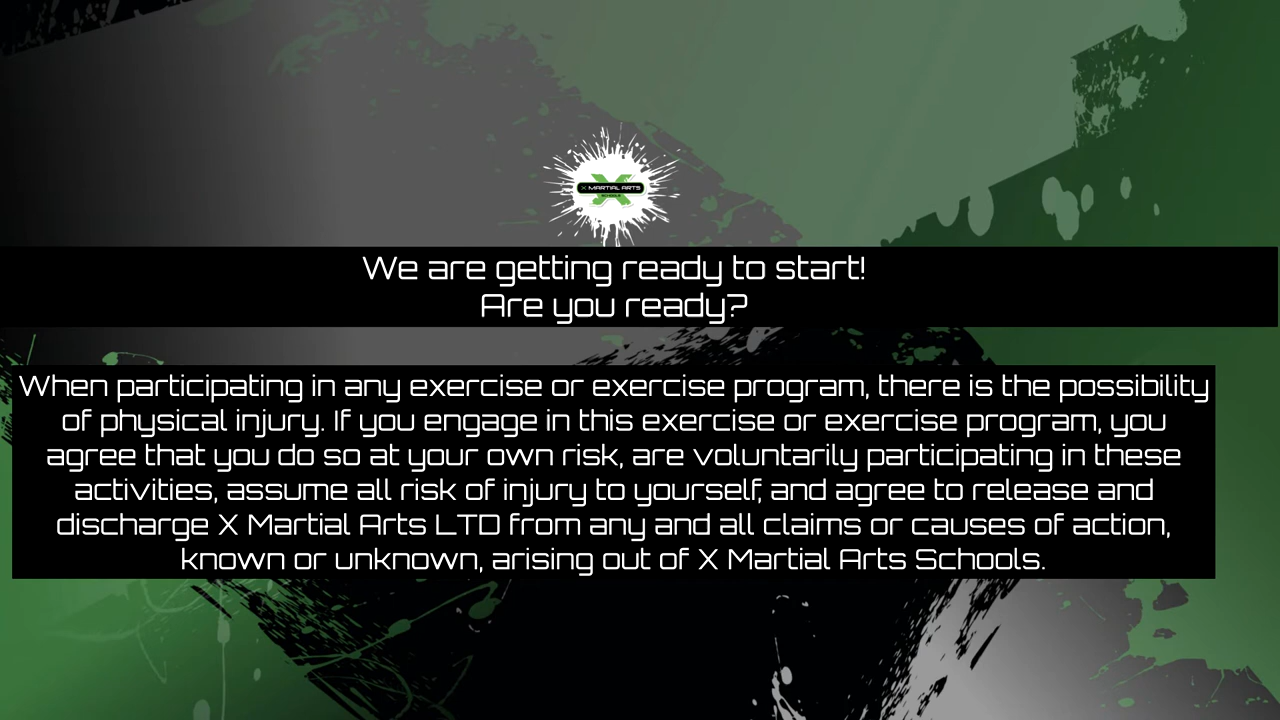 X MARTIAL ARTS
SCHOOLS
We are getting ready to start!
Are you ready?
When participating in any exercise or exercise program, there is the possibility
of physical injury. If you engage in this exercise or exercise program, you
agree that you do so at your own risk, are voluntarily participating in these
activities, assume all risk of injury to yourself, and agree to release and
discharge X Martial Arts LTD from any and all claims or causes of action,
known or unknown, arising out of X Martial Arts Schools.